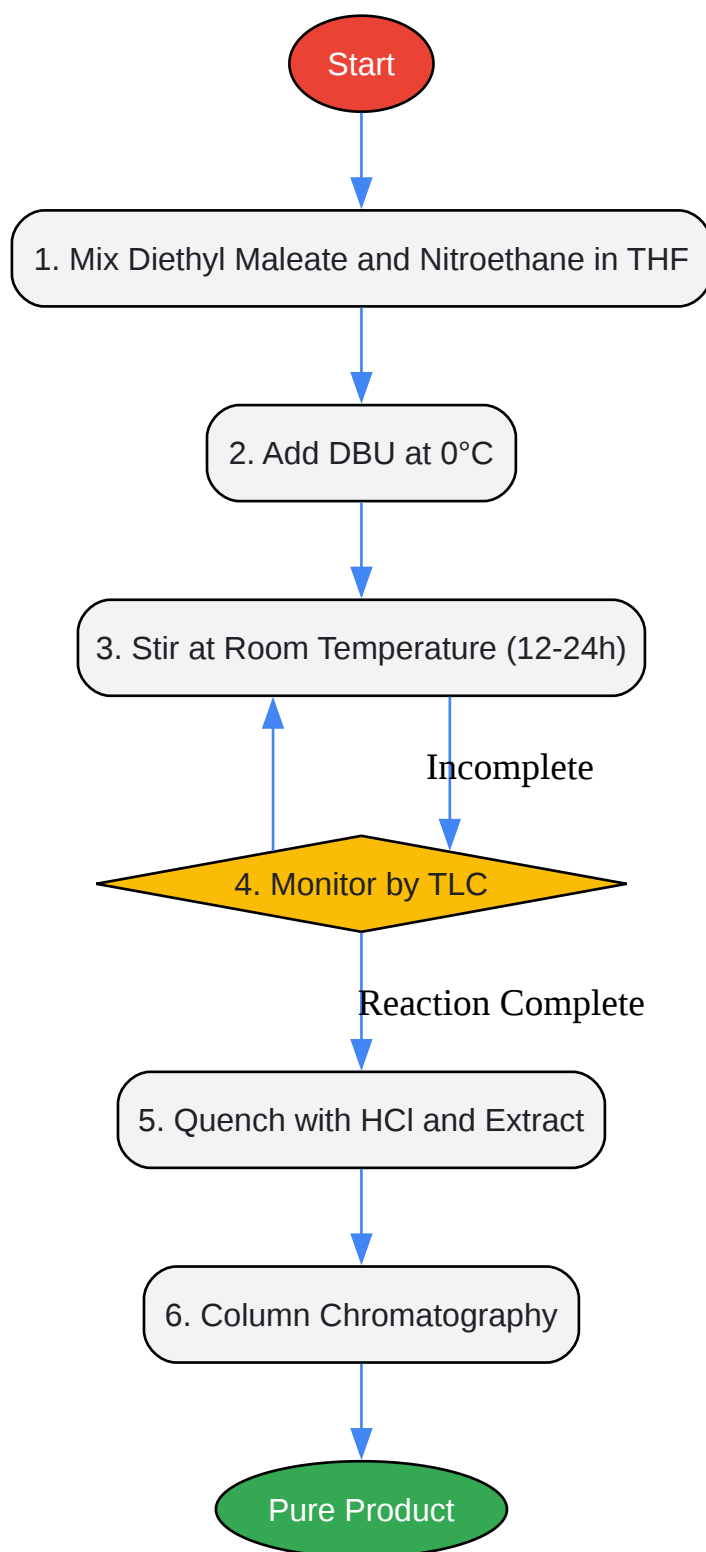 Start
1. Mix Diethyl Maleate and Nitroethane in THF
2. Add DBU at 0°C
3. Stir at Room Temperature (12-24h)
Incomplete
4. Monitor by TLC
Reaction Complete
5. Quench with HCl and Extract
6. Column Chromatography
Pure Product